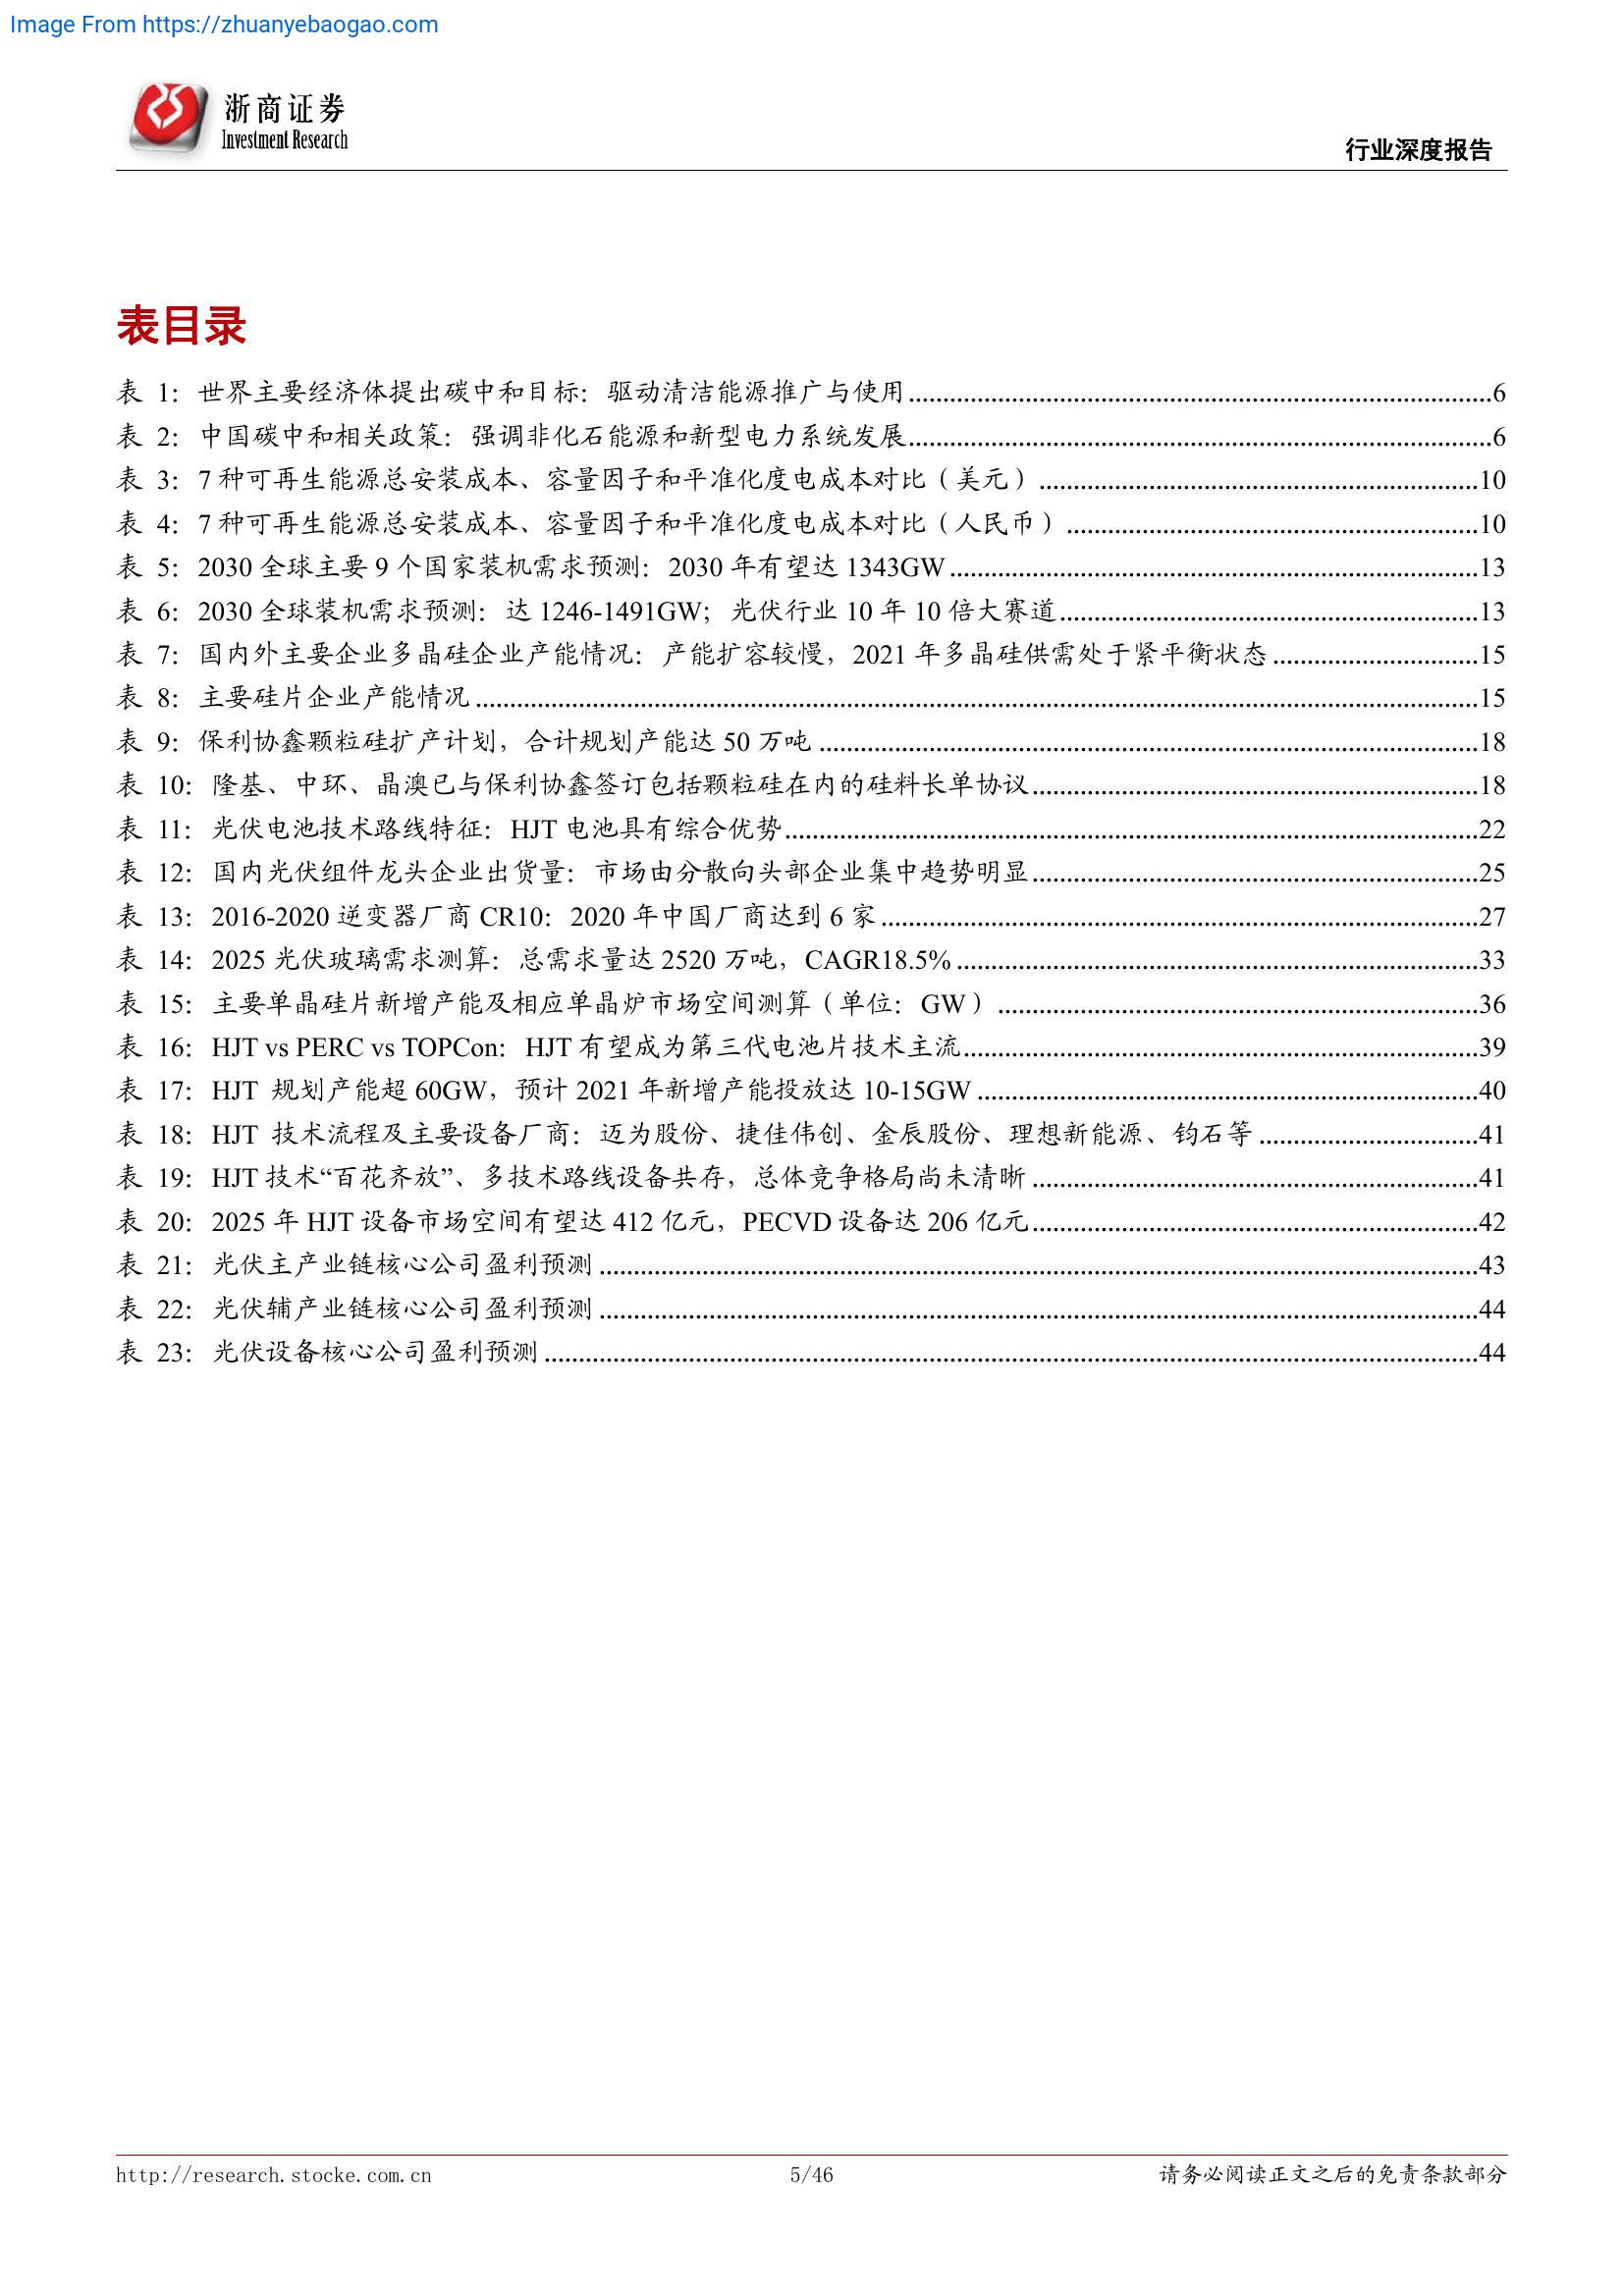 Image From https://zhuanyebaogao.com
浙商证券
Investment Research
行业深度报告
表目录
表 1：世界主要经济体提出碳中和目标：驱动清洁能源推广与使用......6
表 2：中国碳中和相关政策：强调非化石能源和新型电力系统发展......6
表 3：7 种可再生能源总安装成本、容量因子和平准化度电成本对比（美元）......10
表 4：7 种可再生能源总安装成本、容量因子和平准化度电成本对比（人民币）......10
表 5：2030 全球主要 9 个国家装机需求预测：2030 年有望达 1343GW......13
表 6：2030 全球装机需求预测：达 1246-1491GW；光伏行业 10 年 10 倍大赛道......13
表 7：国内外主要企业多晶硅企业产能情况：产能扩容较慢，2021 年多晶硅供需处于紧平衡状态......15
表 8：主要硅片企业产能情况......15
表 9：保利协鑫颗粒硅扩产计划，合计规划产能达 50 万吨......18
表 10：隆基、中环、晶澳已与保利协鑫签订包括颗粒硅在内的硅料长单协议......18
表 11：光伏电池技术路线特征：HJT 电池具有综合优势......22
表 12：国内光伏组件龙头企业出货量：市场由分散向头部企业集中趋势明显......25
表 13：2016-2020 逆变器厂商 CR10：2020 年中国厂商达到 6 家......27
表 14：2025 光伏玻璃需求测算：总需求量达 2520 万吨，CAGR18.5%......33
表 15：主要单晶硅片新增产能及相应单晶炉市场空间测算（单位：GW）......36
表 16：HJT vs PERC vs TOPCon：HJT 有望成为第三代电池片技术主流......39
表 17：HJT 规划产能超 60GW，预计 2021 年新增产能投放达 10-15GW......40
表 18：HJT 技术流程及主要设备厂商：迈为股份、捷佳伟创、金辰股份、理想新能源、钧石等......41
表 19：HJT 技术“百花齐放”、多技术路线设备共存，总体竞争格局尚未清晰......41
表 20：2025 年 HJT 设备市场空间有望达 412 亿元，PECVD 设备达 206 亿元......42
表 21：光伏主产业链核心公司盈利预测......43
表 22：光伏辅产业链核心公司盈利预测......44
表 23：光伏设备核心公司盈利预测......44
http://research.stocke.com.cn
5/46
请务必阅读正文之后的免责条款部分